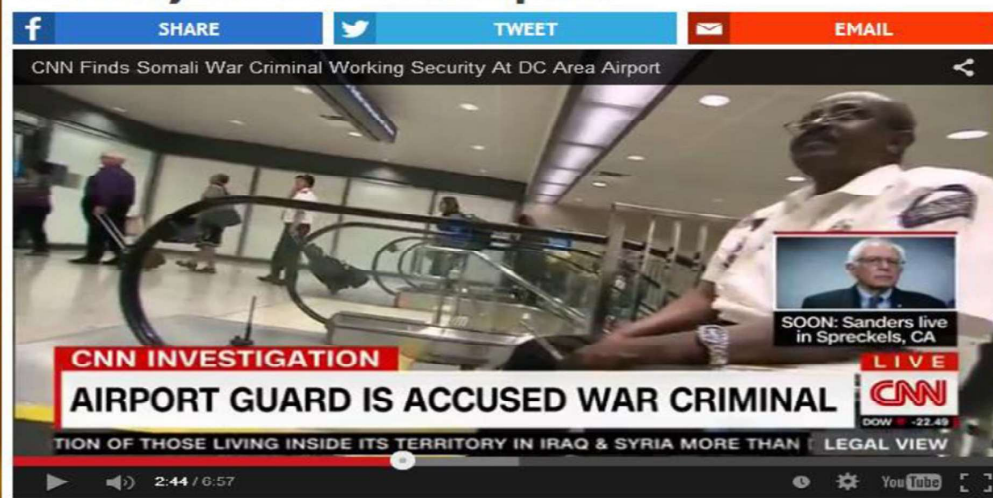 SHARE
TWEET
EMAIL
CNN Finds Somali War Criminal Working Security At DC Area Airport
SOON: Sanders live
in Spreckels, CA
CNN INVESTIGATION
LIVE
AIRPORT GUARD IS ACCUSED WAR CRIMINAL
CNN
DOW -22.49
TION OF THOSE LIVING INSIDE ITS TERRITORY IN IRAQ & SYRIA MORE THAN
LEGAL VIEW
2:44 / 6:57
YouTube